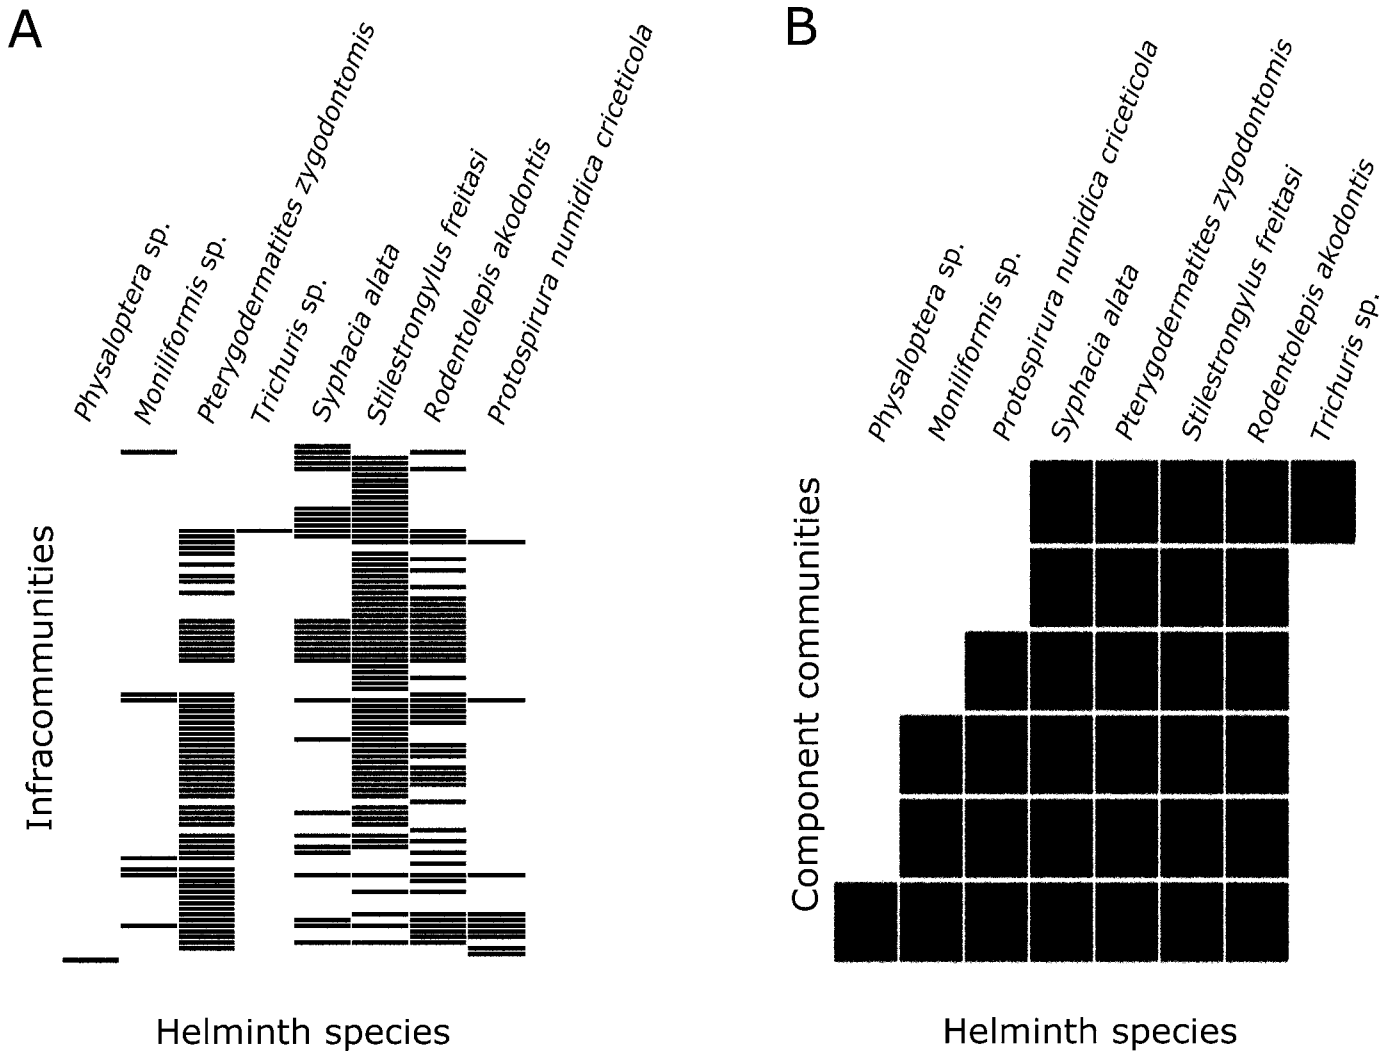 A
Physaloptera sp.
Moniliformis sp.
Pterygodermatites zygodontomis
Trichuris sp.
Syphacia alata
Stilestrongylus freitasi
Rodentolepis akodontis
Protospirura numidica criceticola
Infracommunities
Helminth species
B
Physaloptera sp.
Moniliformis sp.
Protospirura numidica criceticola
Syphacia alata
Pterygodermatites zygodontomis
Stilestrongylus freitasi
Rodentolepis akodontis
Trichuris sp.
Component communities
Helminth species